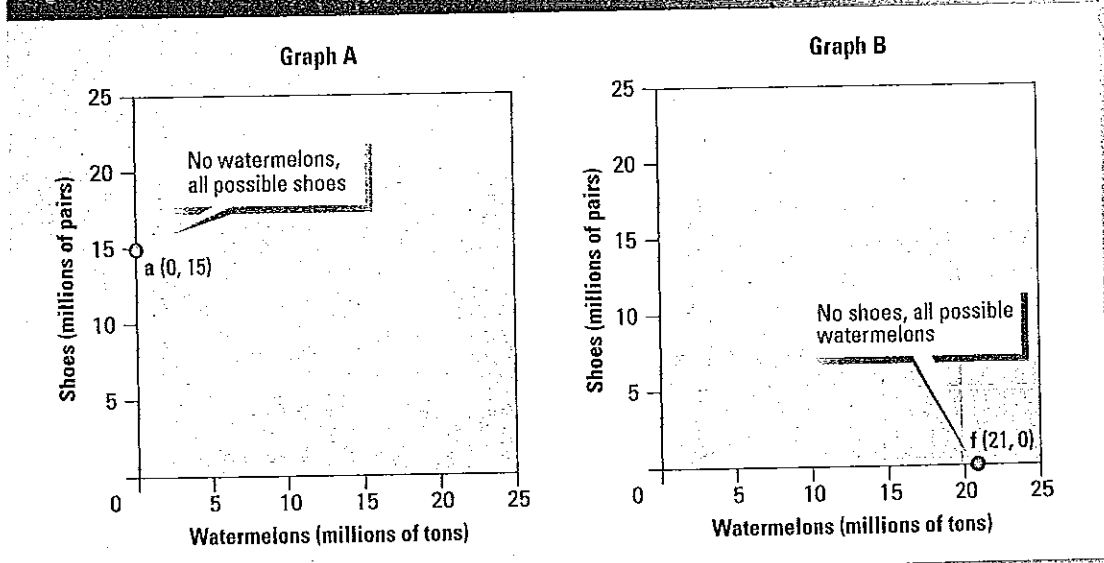 Graph A
25
20
15
10
5
0
5
10
15
20
25
Shoes (millions of pairs)
Watermelons (millions of tons)
No watermelons,
all possible shoes
a (0, 15)
Graph B
25
20
15
10
5
0
5
10
15
20
25
Shoes (millions of pairs)
Watermelons (millions of tons)
No shoes, all possible
watermelons
f (21, 0)